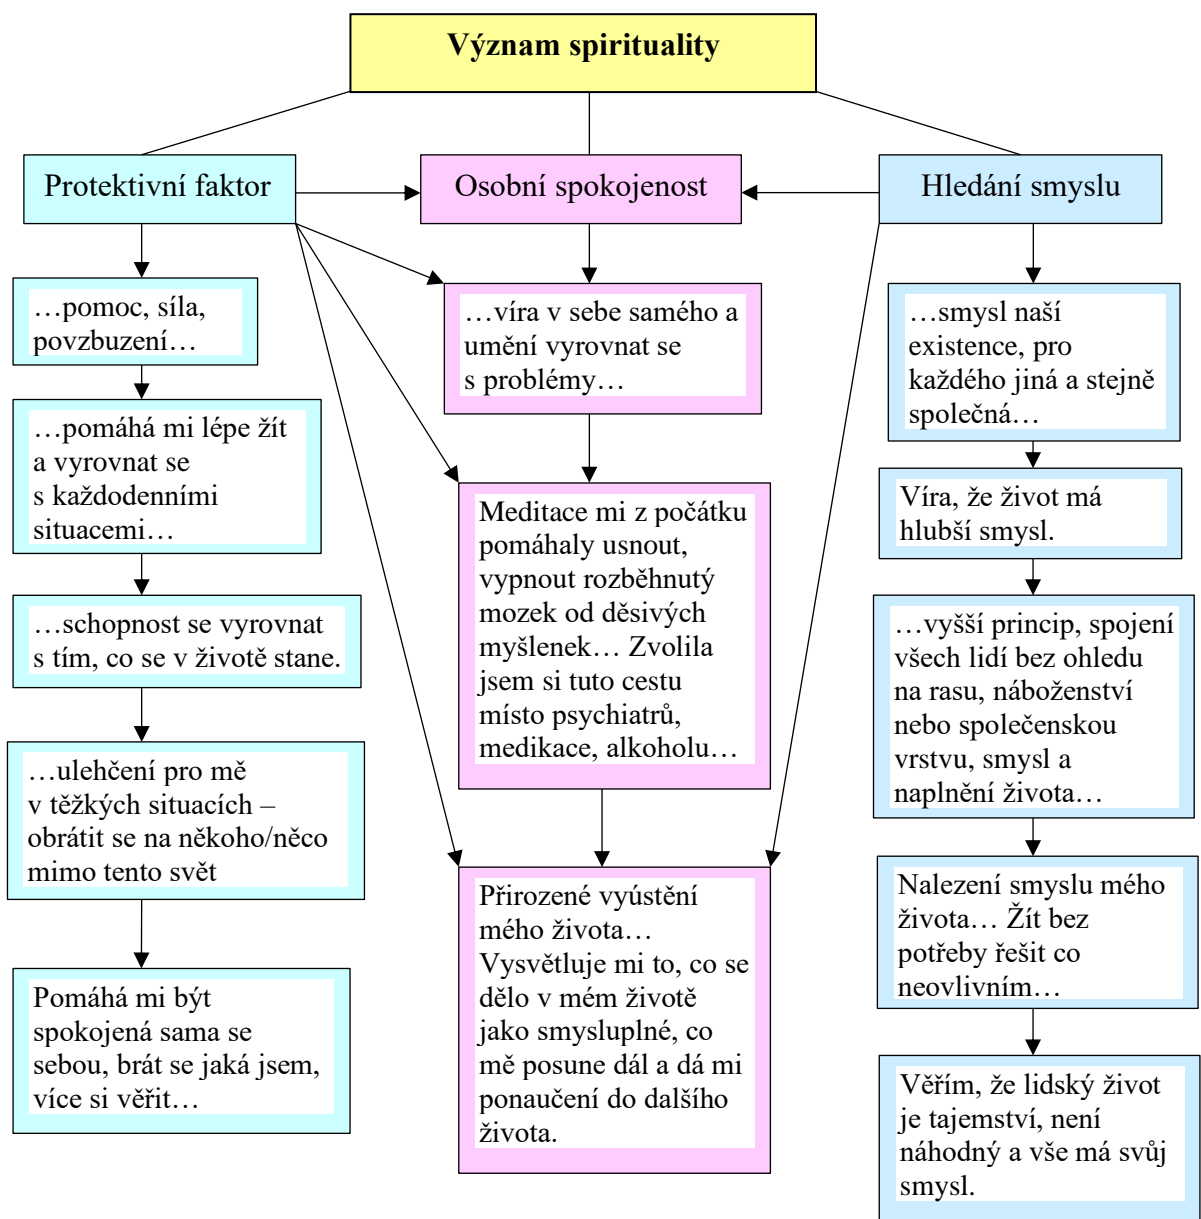 Význam spirituality
Protektivní faktor
Osobní spokojenost
Hledání smyslu
…pomoc, síla,
povzbuzení…
…pomáhá mi lépe žít
a vyrovnat se
s každodenními
situacemi…
…schopnost se vyrovnat
s tím, co se v životě stane.
…ulehčení pro mě
v těžkých situacích –
obrátit se na někoho/něco
mimo tento svět
Pomáhá mi být
spokojená sama se
sebou, brát se jaká jsem,
více si věřit…
…víra v sebe samého a
umění vyrovnat se
s problémy…
Meditace mi z počátku
pomáhaly usnout,
vypnout rozběhnutý
mozek od děsivých
myšlenek… Zvolila
jsem si tuto cestu
místo psychiatrů,
medikace, alkoholu…
Přirozené vyústění
mého života…
Vysvětluje mi to, co se
dělo v mém životě
jako smysluplné, co
mě posune dál a dá mi
ponaučení do dalšího
života.
…smysl naší
existence, pro
každého jiná a stejně
společná…
Víra, že život má
hlubší smysl.
…vyšší princip, spojení
všech lidí bez ohledu
na rasu, náboženství
nebo společenskou
vrstvu, smysl a
naplnění života…
Nalezení smyslu mého
života… Žít bez
potřeby řešit co
neovlivním…
Věřím, že lidský život
je tajemství, není
náhodný a vše má svůj
smysl.